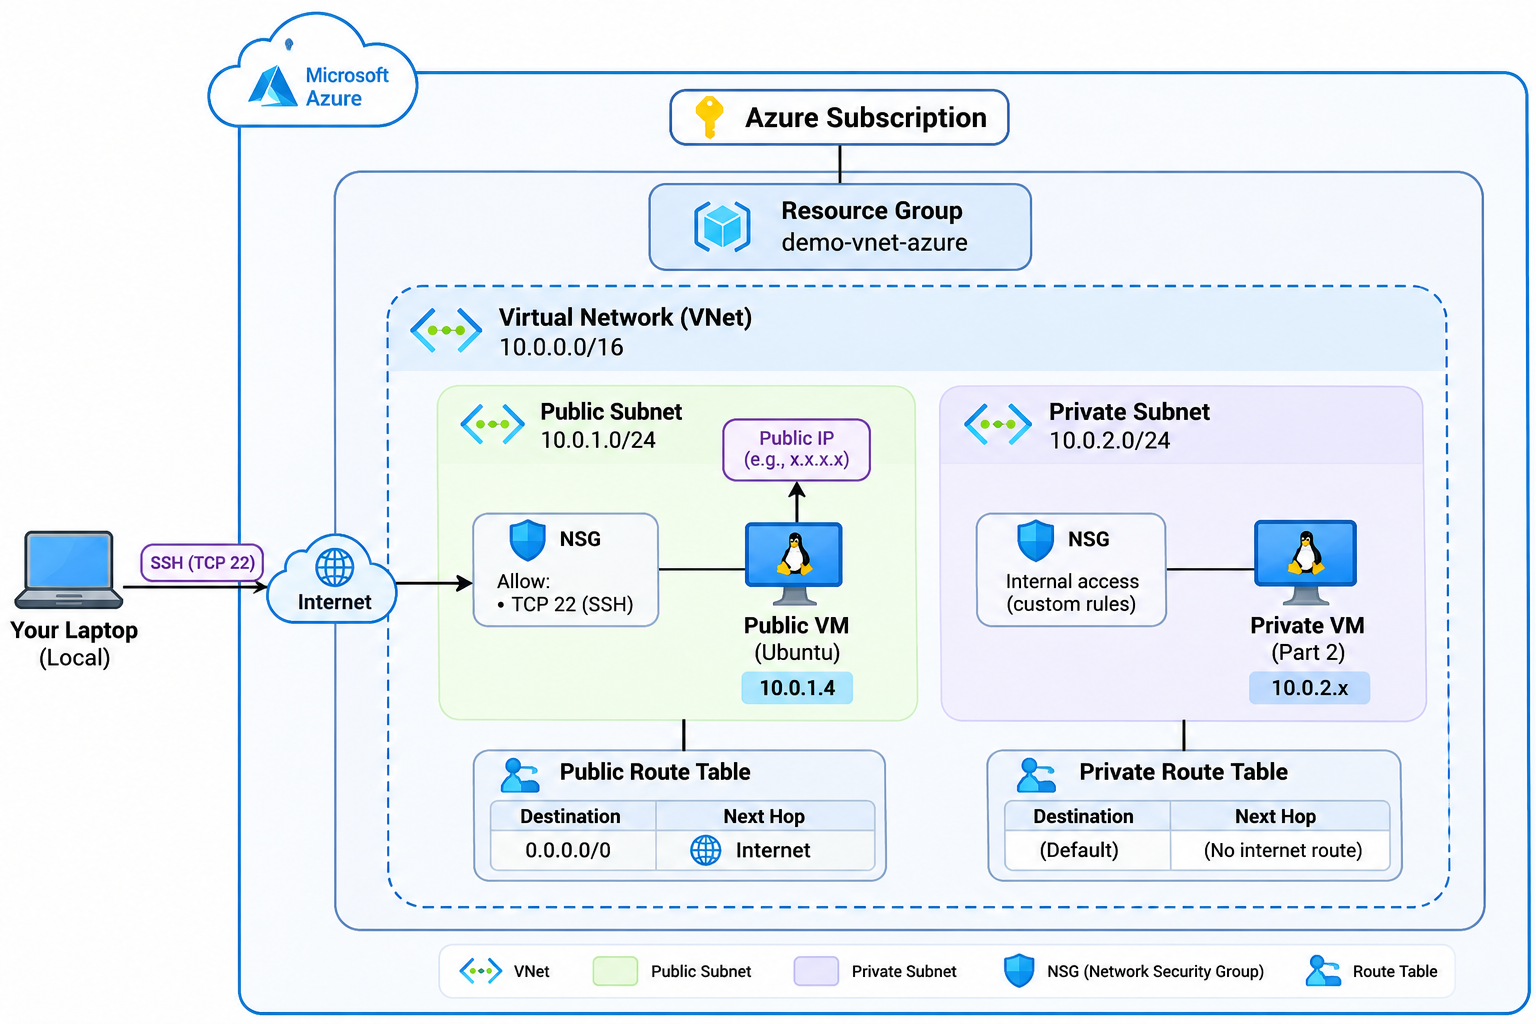 Microsoft
Azure
Azure Subscription
Resource Group
demo-vnet-azure
Virtual Network (VNet)
10.0.0.0/16
Public Subnet
10.0.1.0/24
Public IP
(e.g., x.x.x.x)
Private Subnet
10.0.2.0/24
SSH (TCP 22)
Your Laptop
(Local)
Internet
NSG
Allow:
• TCP 22 (SSH)
Public VM
(Ubuntu)
10.0.1.4
NSG
Internal access
(custom rules)
Private VM
(Part 2)
10.0.2.x
Public Route Table
Destination Next Hop
0.0.0.0/0 Internet
Private Route Table
Destination Next Hop
(Default) (No internet route)
VNet Public Subnet Private Subnet NSG (Network Security Group) Route Table